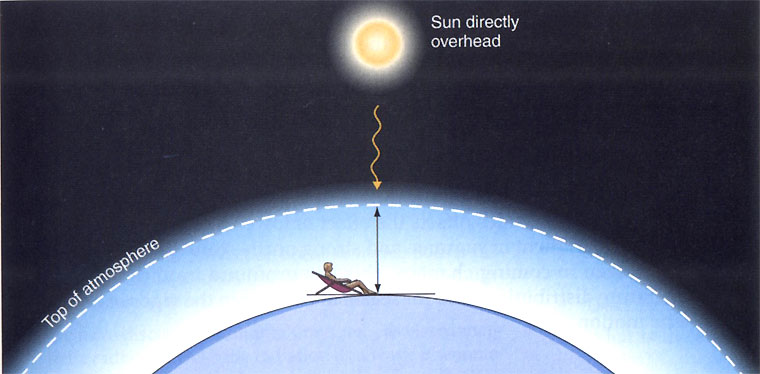 Sun directly
overhead
Top of atmosphere